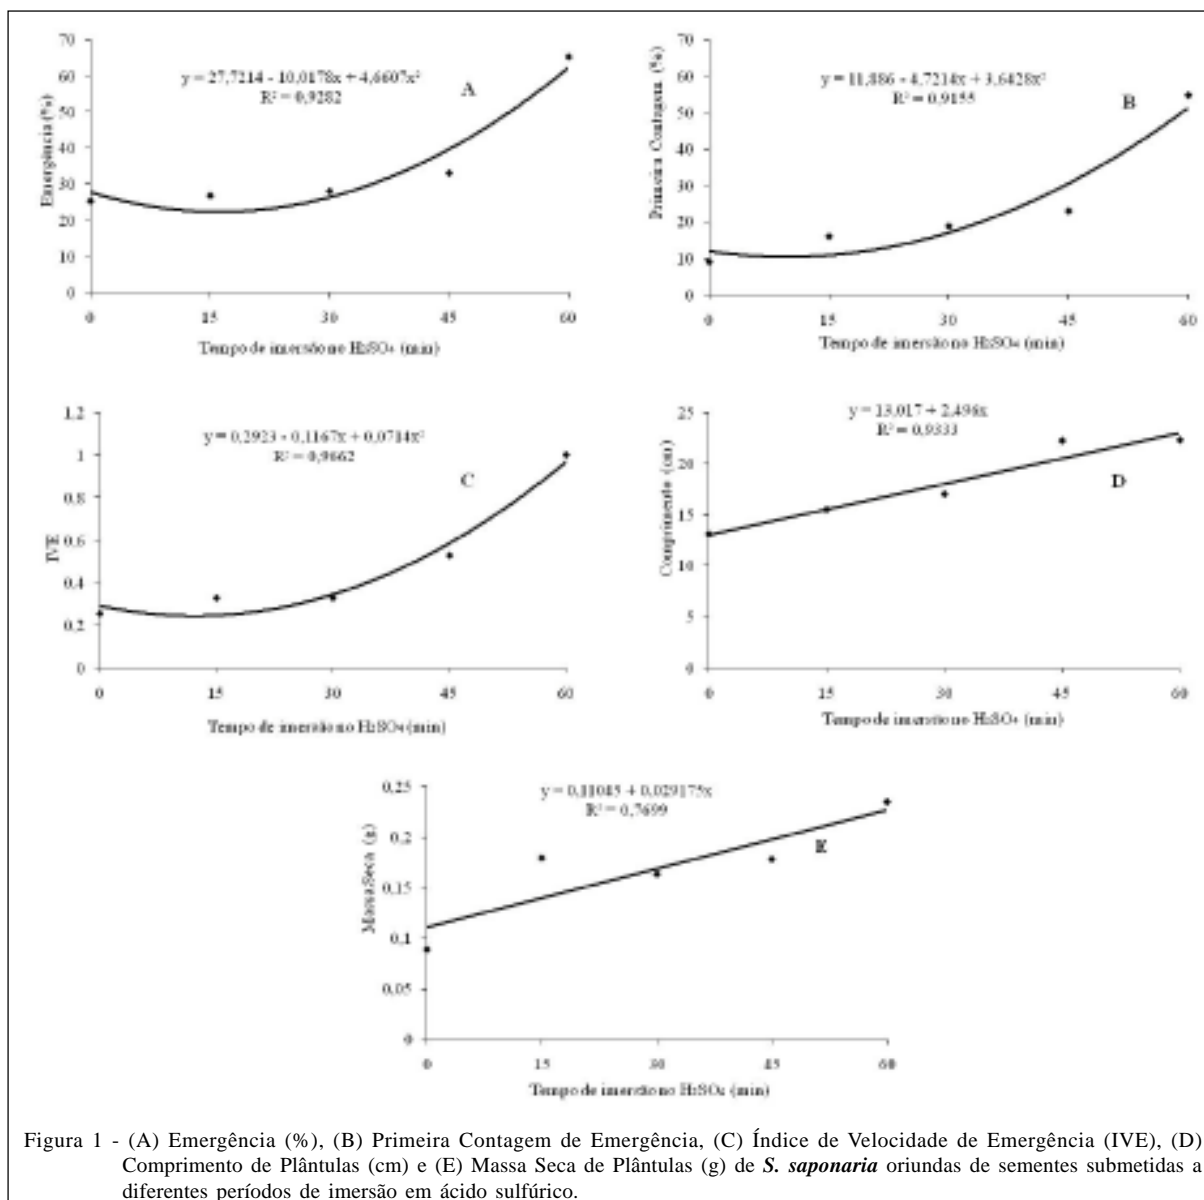 70
60
50
40
30
20
10
0
Emergência (%)
y = 27,7214 - 10,0178x + 4,6607x²
R² = 0,9282
A
0 15 30 45 60
Tempo de imersão no H₂SO₄ (min)
70
60
50
40
30
20
10
0
Primeira Contagem (%)
y = 11,886 - 4,7214x + 3,6428x²
R² = 0,9155
B
0 15 30 45 60
Tempo de imersão no H₂SO₄ (min)
1,2
1
0,8
0,6
0,4
0,2
0
IVE
y = 0,2923 - 0,1167x + 0,0714x²
R² = 0,9662
C
0 15 30 45 60
Tempo de imersão no H₂SO₄ (min)
25
20
15
10
5
0
Comprimento (cm)
y = 13,017 + 2,496x
R² = 0,9333
D
0 15 30 45 60
Tempo de imersão no H₂SO₄ (min)
0,25
0,2
0,15
0,1
0,05
0
Massa Seca (g)
y = 0,11045 + 0,029175x
R² = 0,7699
E
0 15 30 45 60
Tempo de imersão no H₂SO₄ (min)
Figura 1 - (A) Emergência (%), (B) Primeira Contagem de Emergência, (C) Índice de Velocidade de Emergência (IVE), (D)
Comprimento de Plântulas (cm) e (E) Massa Seca de Plântulas (g) de S. saponaria oriundas de sementes submetidas a
diferentes períodos de imersão em ácido sulfúrico.